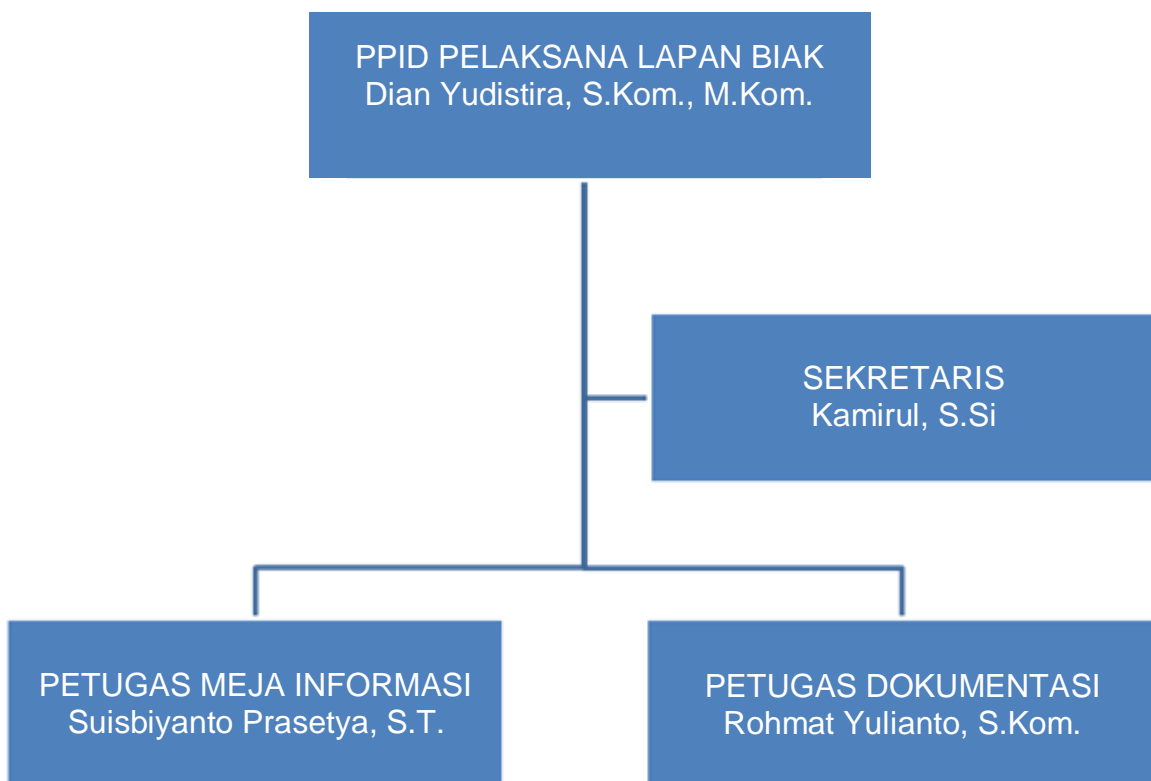 PPID PELAKSANA LAPAN BIAK
Dian Yudistira, S.Kom., M.Kom.
SEKRETARIS
Kamirul, S.Si
PETUGAS MEJA INFORMASI
Suisbiyanto Prasetya, S.T.
PETUGAS DOKUMENTASI
Rohmat Yulianto, S.Kom.